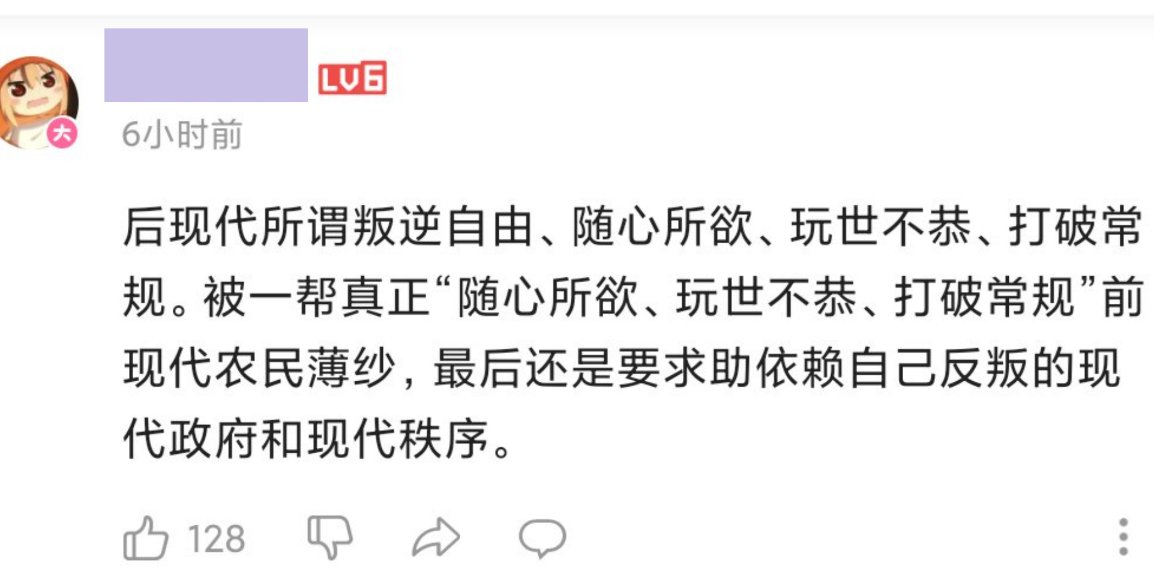 LV6
大
6小时前
后现代所谓叛逆自由、随心所欲、玩世不恭、打破常
规。被一帮真正“随心所欲、玩世不恭、打破常规”前
现代农民薄纱，最后还是要求助依赖自己反叛的现
代政府和现代秩序。
128